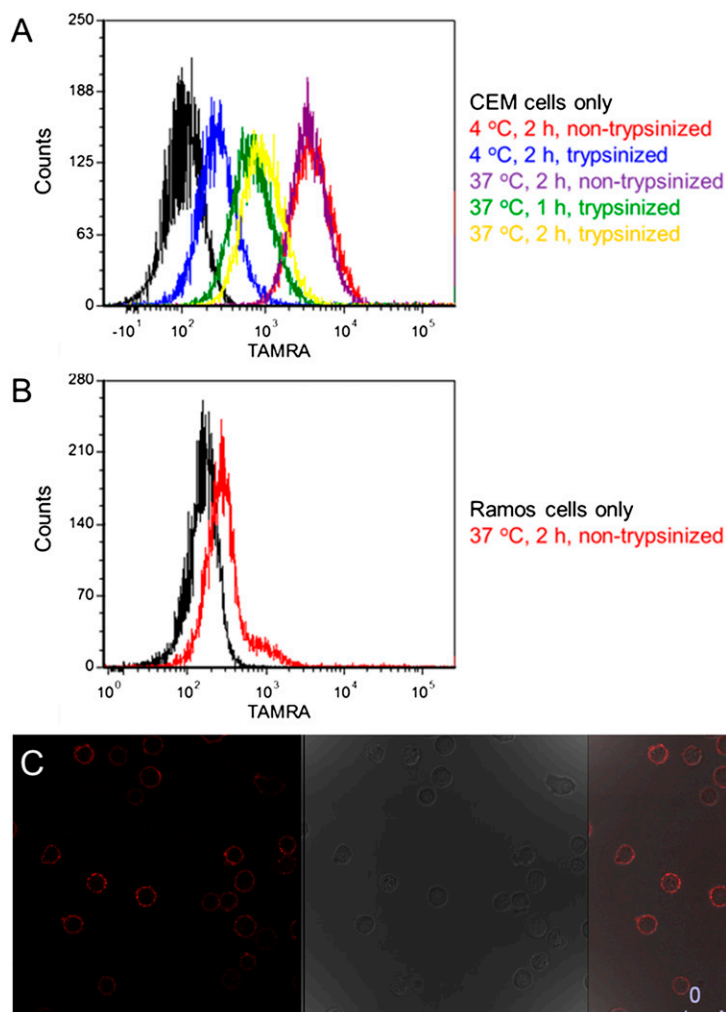 A
250
188
125
63
0
Counts
-10¹ 10² 10³ 10⁴ 10⁵
TAMRA
CEM cells only
4 °C, 2 h, non-trypsinized
4 °C, 2 h, trypsinized
37 °C, 2 h, non-trypsinized
37 °C, 1 h, trypsinized
37 °C, 2 h, trypsinized
B
280
210
140
70
0
Counts
10⁰ 10² 10³ 10⁴ 10⁵
TAMRA
Ramos cells only
37 °C, 2 h, non-trypsinized
C
0